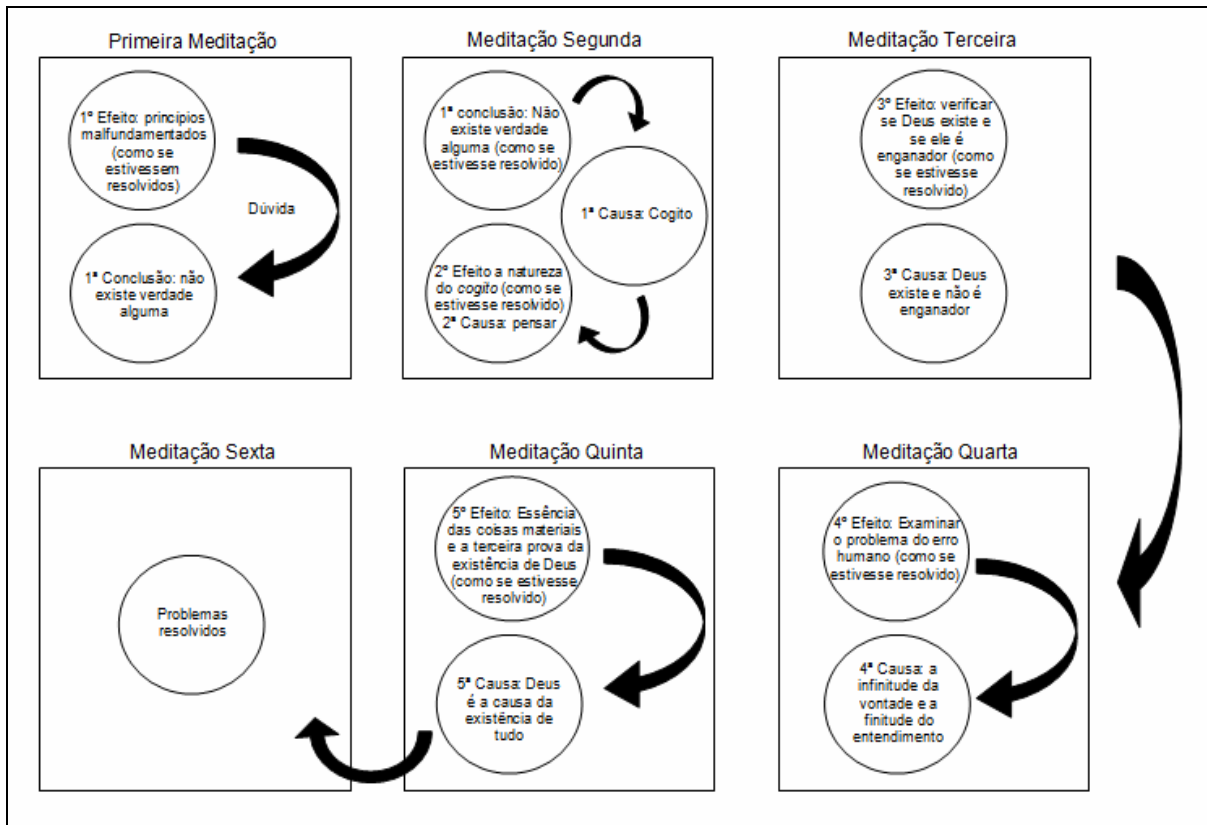 Primeira Meditação
1º Efeito: princípios
malfundamentados
(como se
estivessem
resolvidos)
Dúvida
1ª Conclusão: não
existe verdade
alguma
Meditação Segunda
1ª conclusão: Não
existe verdade
alguma (como se
estivesse resolvido)
1ª Causa: Cogito
2º Efeito a natureza
do cogito (como se
estivesse resolvido)
2ª Causa: pensar
Meditação Terceira
3º Efeito: verificar
se Deus existe e
se ele é
enganador (como
se estivesse
resolvido)
3ª Causa: Deus
existe e não é
enganador
Meditação Sexta
Problemas
resolvidos
Meditação Quinta
5º Efeito: Essência
das coisas materiais
e a terceira prova da
existência de Deus
(como se estivesse
resolvido)
5ª Causa: Deus
é a causa da
existência de
tudo
Meditação Quarta
4º Efeito: Examinar
o problema do erro
humano (como se
estivesse resolvido)
4ª Causa: a
infinitude da
vontade e a
finitude do
entendimento